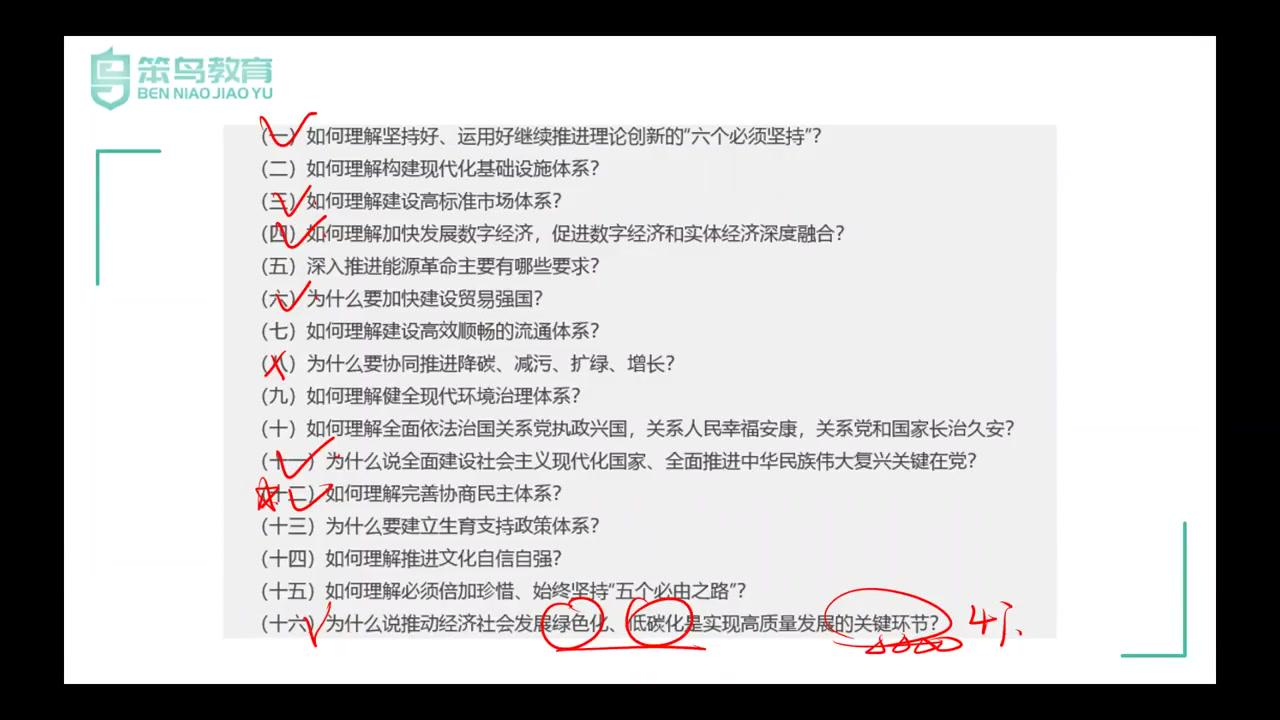 笨鸟教育
BEN NIAO JIAO YU
(一) 如何理解坚持好、运用好继续推进理论创新的“六个必须坚持”?
(二) 如何理解构建现代化基础设施体系?
(三) 如何理解建设高标准市场体系?
(四) 如何理解加快发展数字经济，促进数字经济和实体经济深度融合?
(五) 深入推进能源革命主要有哪些要求?
(六) 为什么要加快建设贸易强国?
(七) 如何理解建设高效顺畅的流通体系?
(八) 为什么要协同推进降碳、减污、扩绿、增长?
(九) 如何理解健全现代环境治理体系?
(十) 如何理解全面依法治国关系党执政兴国，关系人民幸福安康，关系党和国家长治久安?
(十一) 为什么说全面建设社会主义现代化国家、全面推进中华民族伟大复兴关键在党?
(十二) 如何理解完善协商民主体系?
(十三) 为什么要建立生育支持政策体系?
(十四) 如何理解推进文化自信自强?
(十五) 如何理解必须倍加珍惜、始终坚持“五个必由之路”?
(十六) 为什么说推动经济社会发展绿色化、低碳化是实现高质量发展的关键环节?